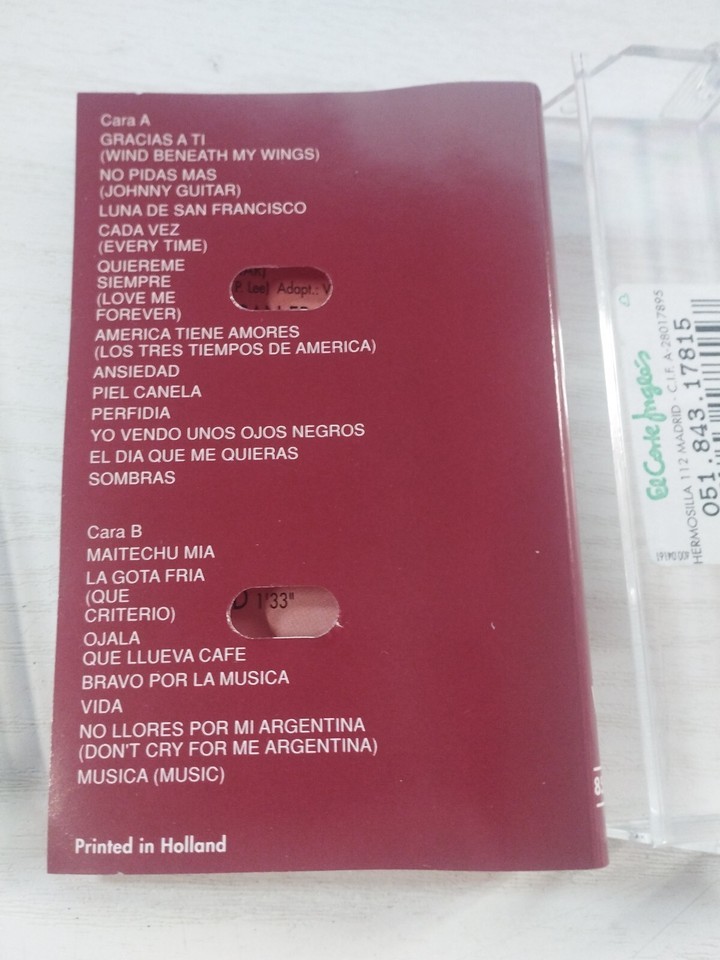 Cara A
GRACIAS A TI
(WIND BENEATH MY WINGS)
NO PIDAS MAS
(JOHNNY GUITAR)
LUNA DE SAN FRANCISCO
CADA VEZ
(EVERY TIME)
QUIEREME
SIEMPRE
(LOVE ME
FOREVER)
P. Lee) Adapt.: V
AMERICA TIENE AMORES
(LOS TRES TIEMPOS DE AMERICA)
ANSIEDAD
PIEL CANELA
PERFIDIA
YO VENDO UNOS OJOS NEGROS
EL DIA QUE ME QUIERAS
SOMBRAS
Cara B
MAITECHU MIA
LA GOTA FRIA
(QUE
CRITERIO)
1'33"
OJALA
QUE LLUEVA CAFE
BRAVO POR LA MUSICA
VIDA
NO LLORES POR MI ARGENTINA
(DON'T CRY FOR ME ARGENTINA)
MUSICA (MUSIC)
Printed in Holland
El Corte Inglés
HERMOSILLA 112 MADRID - C.I.F. A-28017895
051.843.17815